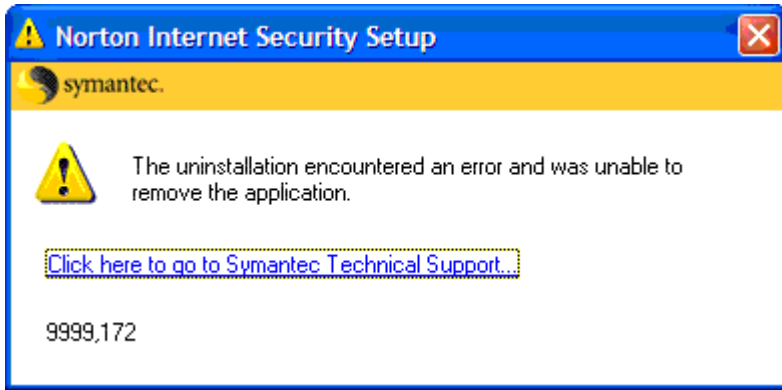 Norton Internet Security Setup
symantec.
The uninstallation encountered an error and was unable to
remove the application.
Click here to go to Symantec Technical Support...
9999,172